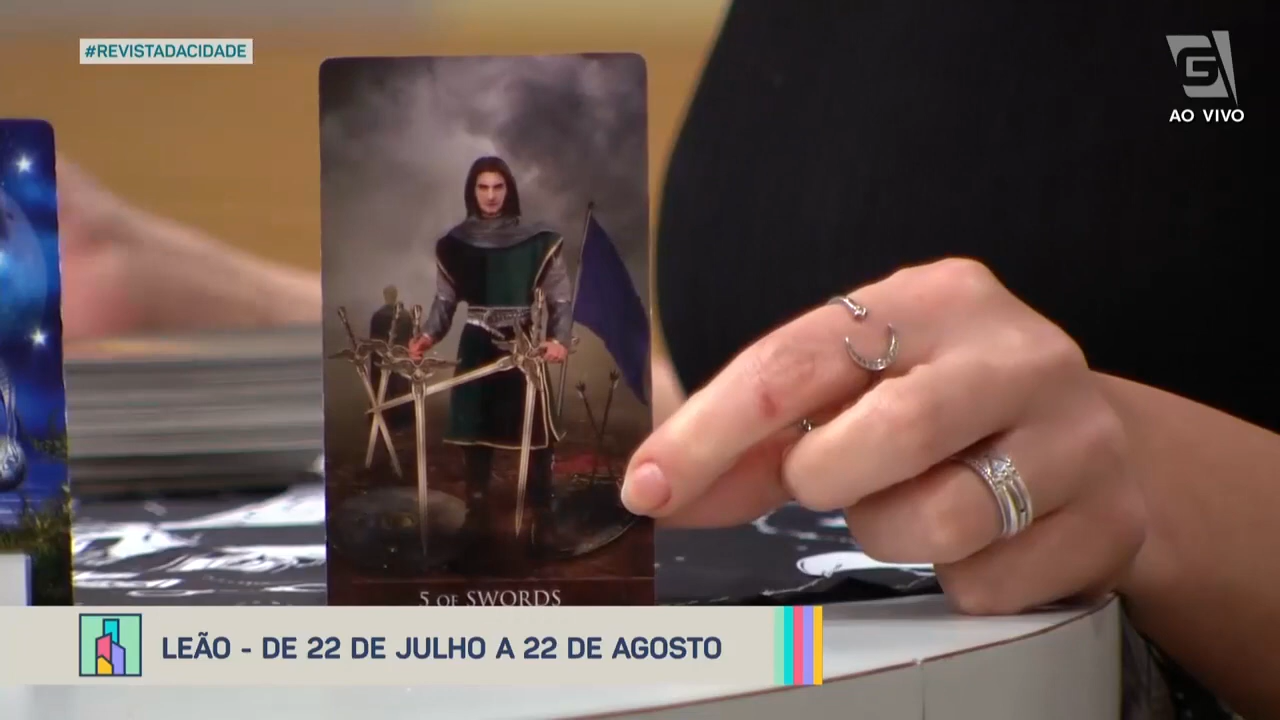 #REVISTADACIDADE
AO VIVO
5 OF SWORDS
LEÃO - DE 22 DE JULHO A 22 DE AGOSTO